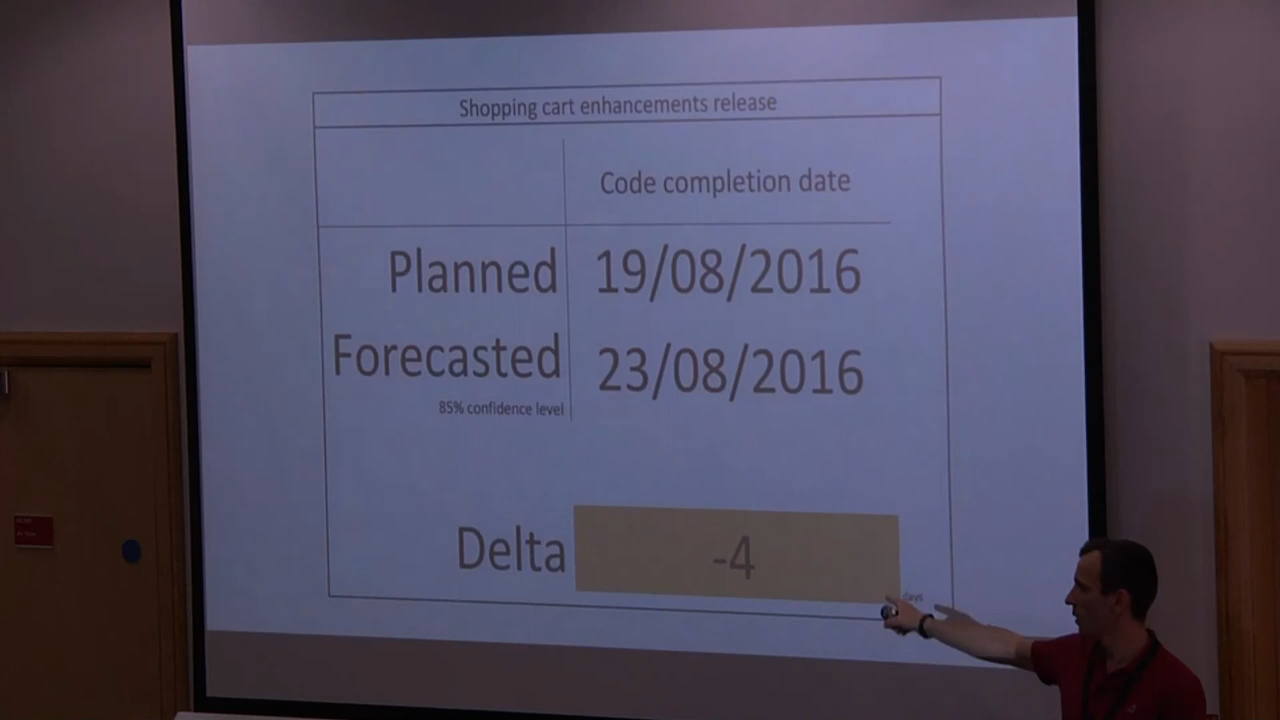 Shopping cart enhancements release
Code completion date
Planned 19/08/2016
Forecasted 23/08/2016
85% confidence level
Delta -4
days